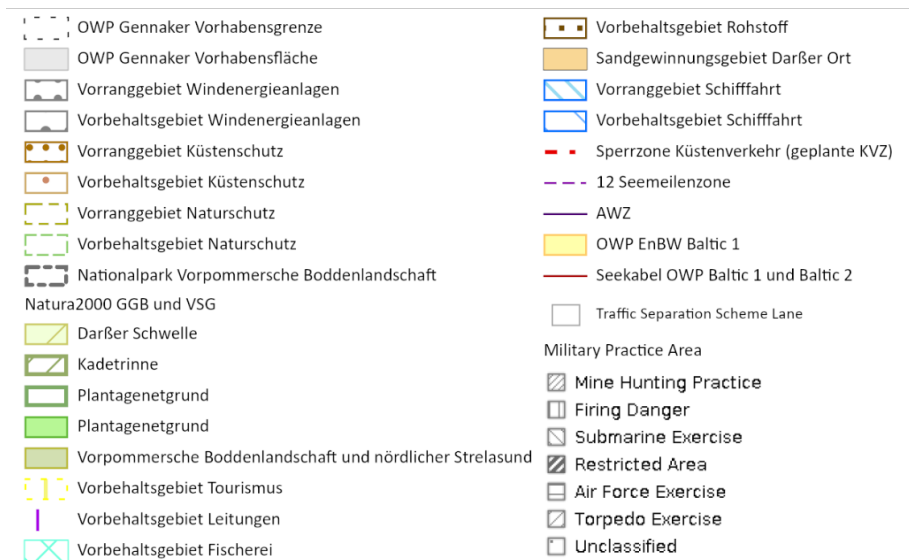 OWP Gennaker Vorhabensgrenze
OWP Gennaker Vorhabensfläche
Vorranggebiet Windenergieanlagen
Vorbehaltsgebiet Windenergieanlagen
Vorranggebiet Küstenschutz
Vorbehaltsgebiet Küstenschutz
Vorranggebiet Naturschutz
Vorbehaltsgebiet Naturschutz
Nationalpark Vorpommersche Boddenlandschaft
Natura2000 GGB und VSG
Darßer Schwelle
Kadetrinne
Plantagenetgrund
Plantagenetgrund
Vorpommersche Boddenlandschaft und nördlicher Strelasund
Vorbehaltsgebiet Tourismus
Vorbehaltsgebiet Leitungen
Vorbehaltsgebiet Fischerei
Vorbehaltsgebiet Rohstoff
Sandgewinnungsgebiet Darßer Ort
Vorranggebiet Schifffahrt
Vorbehaltsgebiet Schifffahrt
Sperrzone Küstenverkehr (geplante KVZ)
12 Seemeilenzone
AWZ
OWP EnBW Baltic 1
Seekabel OWP Baltic 1 und Baltic 2
Traffic Separation Scheme Lane
Military Practice Area
Mine Hunting Practice
Firing Danger
Submarine Exercise
Restricted Area
Air Force Exercise
Torpedo Exercise
Unclassified